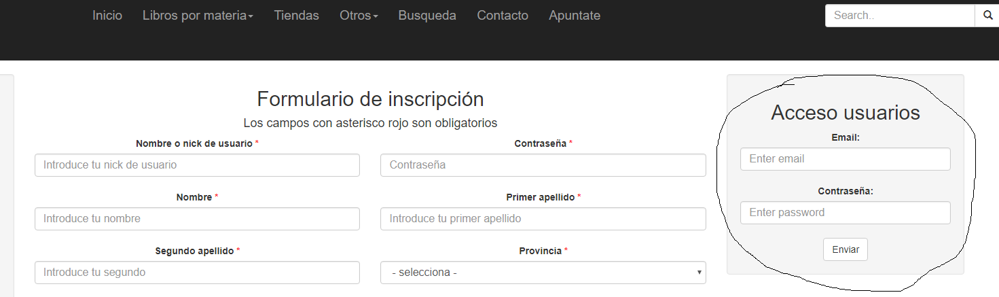 Inicio Libros por materia Tiendas Otros Busqueda Contacto Apuntate Search..
Formulario de inscripción
Los campos con asterisco rojo son obligatorios
Nombre o nick de usuario * Contraseña *
Introduce tu nick de usuario Contraseña
Nombre * Primer apellido *
Introduce tu nombre Introduce tu primer apellido
Segundo apellido * Provincia *
Introduce tu segundo - selecciona -
Acceso usuarios
Email:
Enter email
Contraseña:
Enter password
Enviar